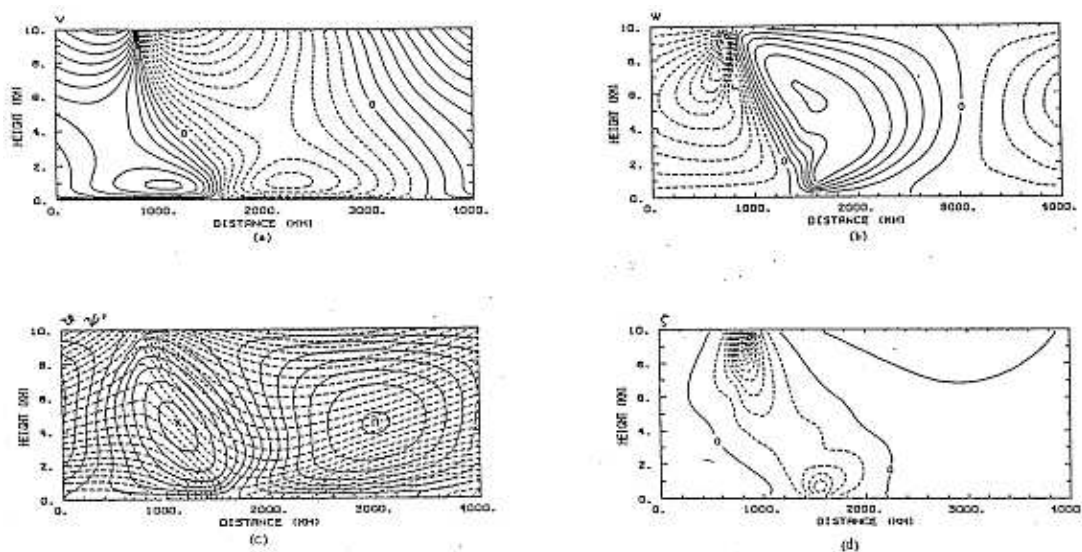 V
HEIGHT (KM)
10.
8.
6.
4.
2.
0.
0
0
0. 1000. 2000. 3000. 4000.
DISTANCE (KM)
(a)
W
HEIGHT (KM)
10.
8.
6.
4.
2.
0.
0
0
0. 1000. 2000. 3000. 4000.
DISTANCE (KM)
(b)
HEIGHT (KM)
10.
8.
6.
4.
2.
0.
0. 1000. 2000. 3000. 4000.
DISTANCE (KM)
(c)
ζ
HEIGHT (KM)
10.
8.
6.
4.
2.
0.
0
0
0. 1000. 2000. 3000. 4000.
DISTANCE (KM)
(d)